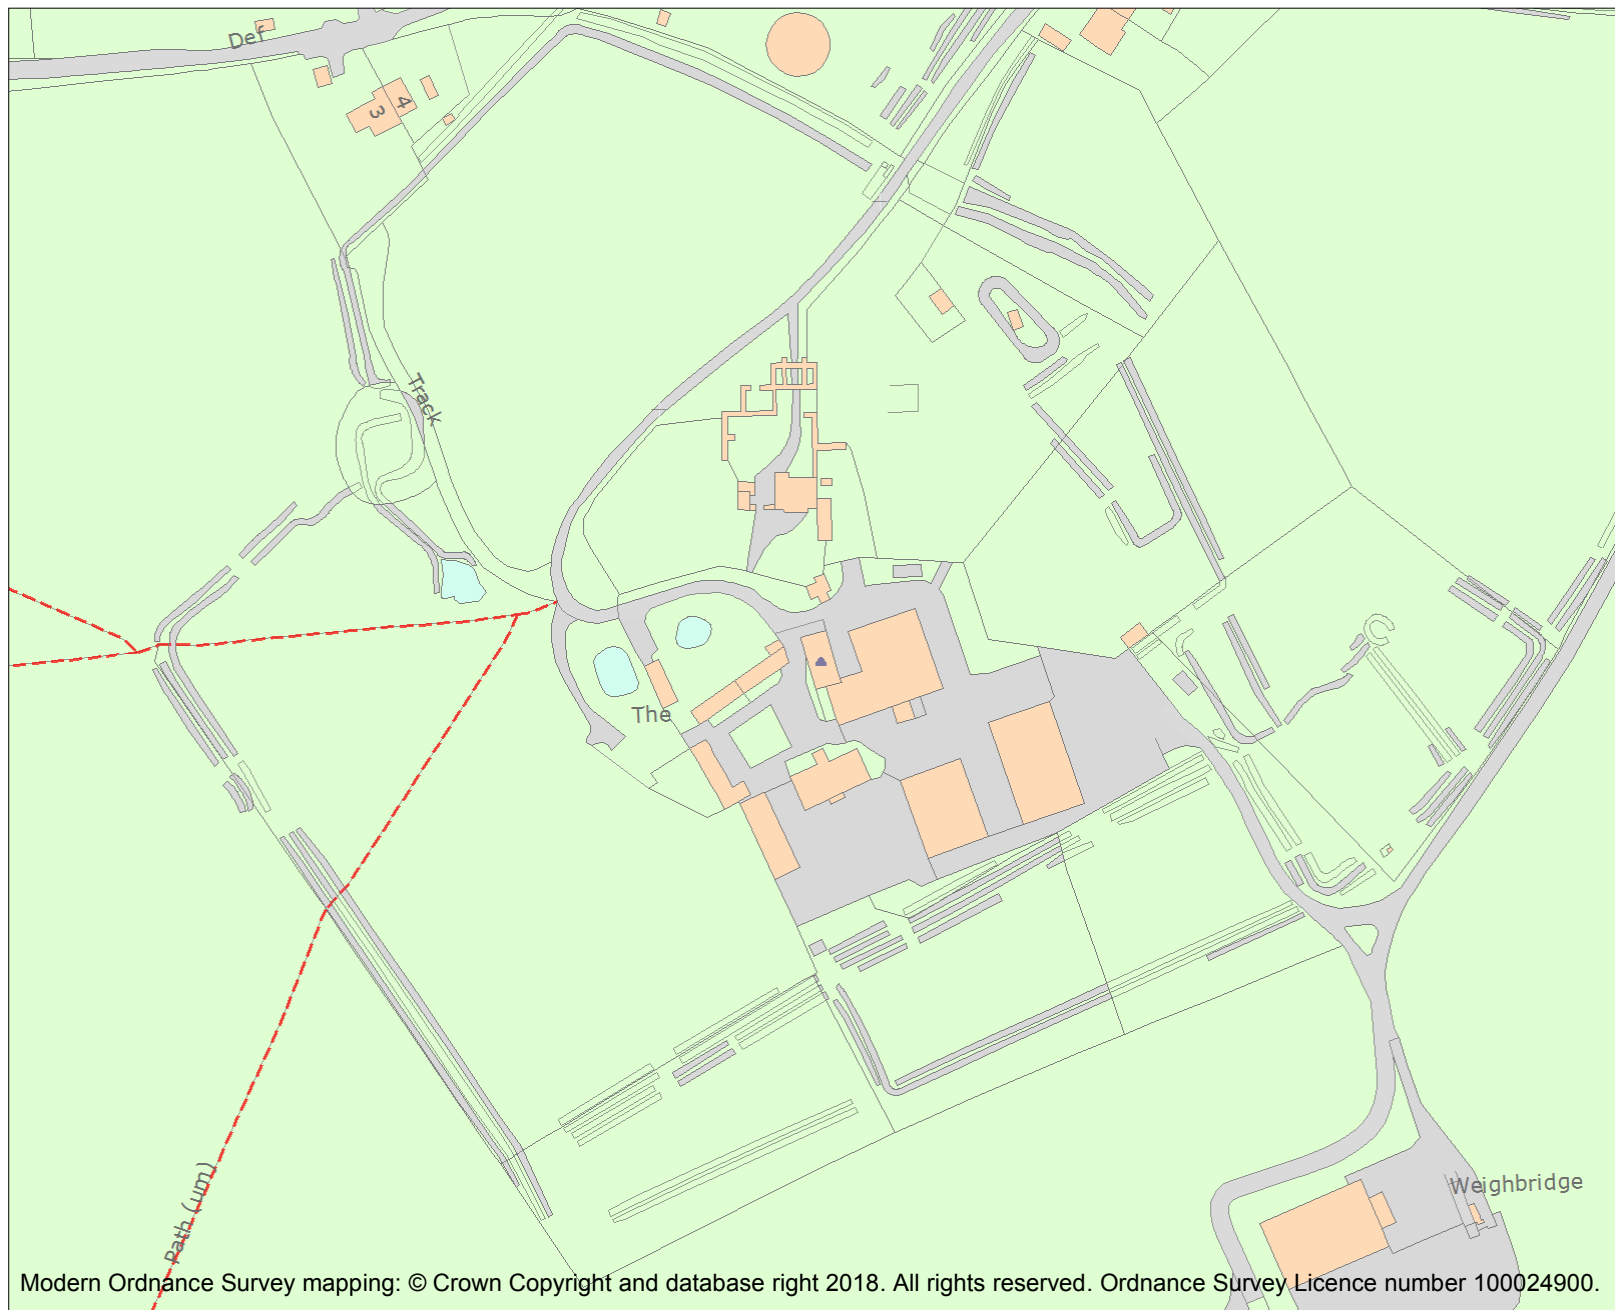 Def
4
3
Track
The
Path (um)
Weighbridge
Modern Ordnance Survey mapping: © Crown Copyright and database right 2018. All rights reserved. Ordnance Survey Licence number 100024900.